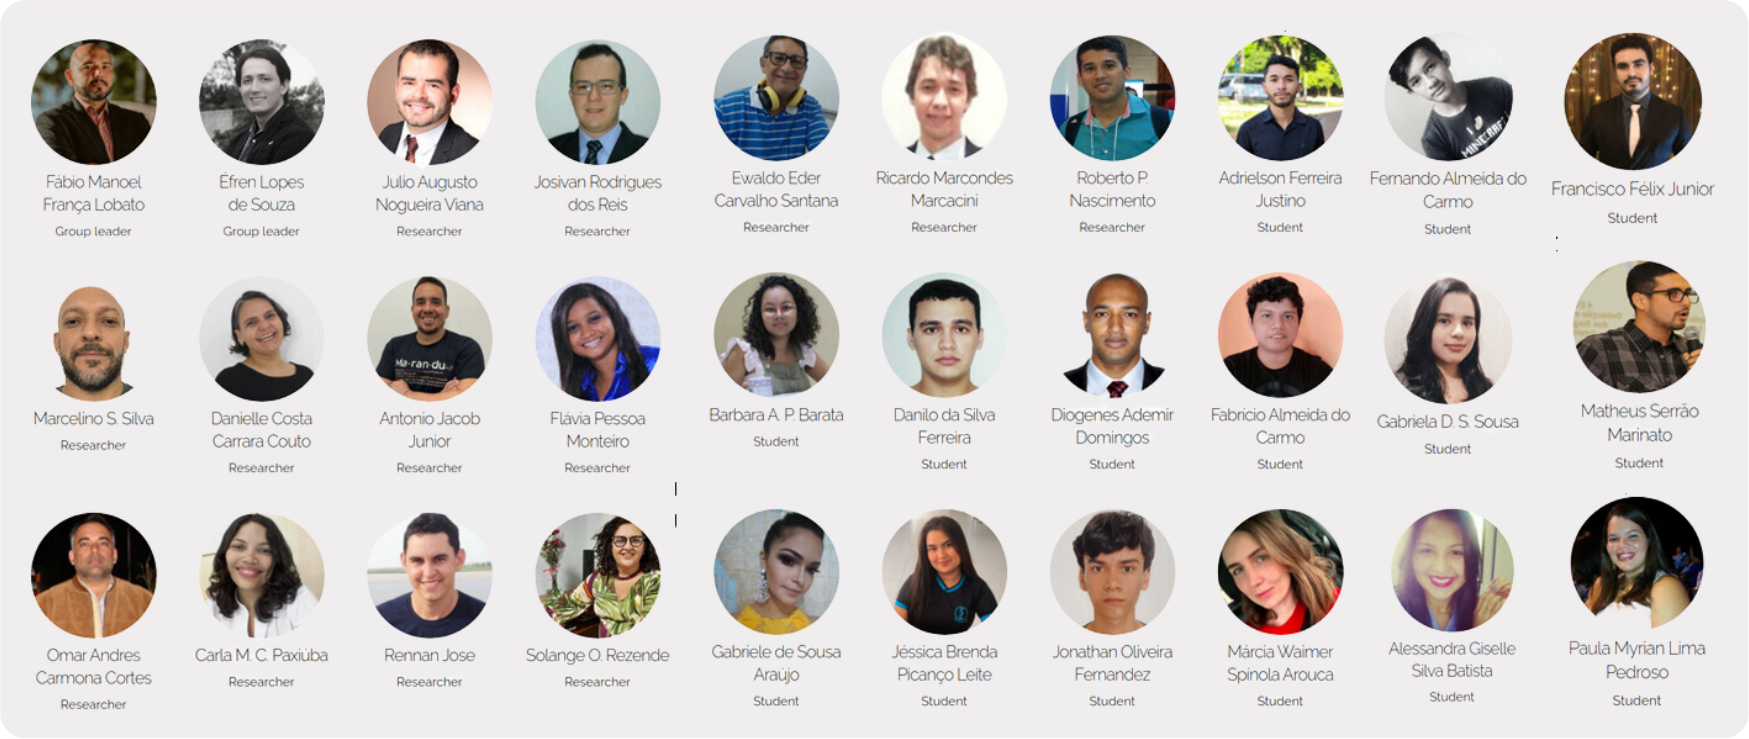 Fábio Manoel
França Lobato
Group leader
Éfren Lopes
de Souza
Group leader
Julio Augusto
Nogueira Viana
Researcher
Josivan Rodrigues
dos Reis
Researcher
Ewaldo Eder
Carvalho Santana
Researcher
Ricardo Marcondes
Marcacini
Researcher
Roberto P.
Nascimento
Researcher
Adrielson Ferreira
Justino
Student
MINECRAFT
Fernando Almeida do
Carmo
Student
Francisco Félix Junior
Student
Marcelino S. Silva
Researcher
Danielle Costa
Carrara Couto
Researcher
Ma·ran·du
Antonio Jacob
Junior
Researcher
Flávia Pessoa
Monteiro
Researcher
Barbara A. P. Barata
Student
Danilo da Silva
Ferreira
Student
Diogenes Ademir
Domingos
Student
Fabrício Almeida do
Carmo
Student
Gabriela D. S. Sousa
Student
Matheus Serrão
Marinato
Student
Omar Andres
Carmona Cortes
Researcher
Carla M. C. Paxiúba
Researcher
Rennan Jose
Researcher
Solange O. Rezende
Researcher
Gabriele de Sousa
Araújo
Student
Jéssica Brenda
Picanço Leite
Student
Jonathan Oliveira
Fernandez
Student
Márcia Waimer
Spinola Arouca
Student
Alessandra Giselle
Silva Batista
Student
Paula Myrian Lima
Pedroso
Student